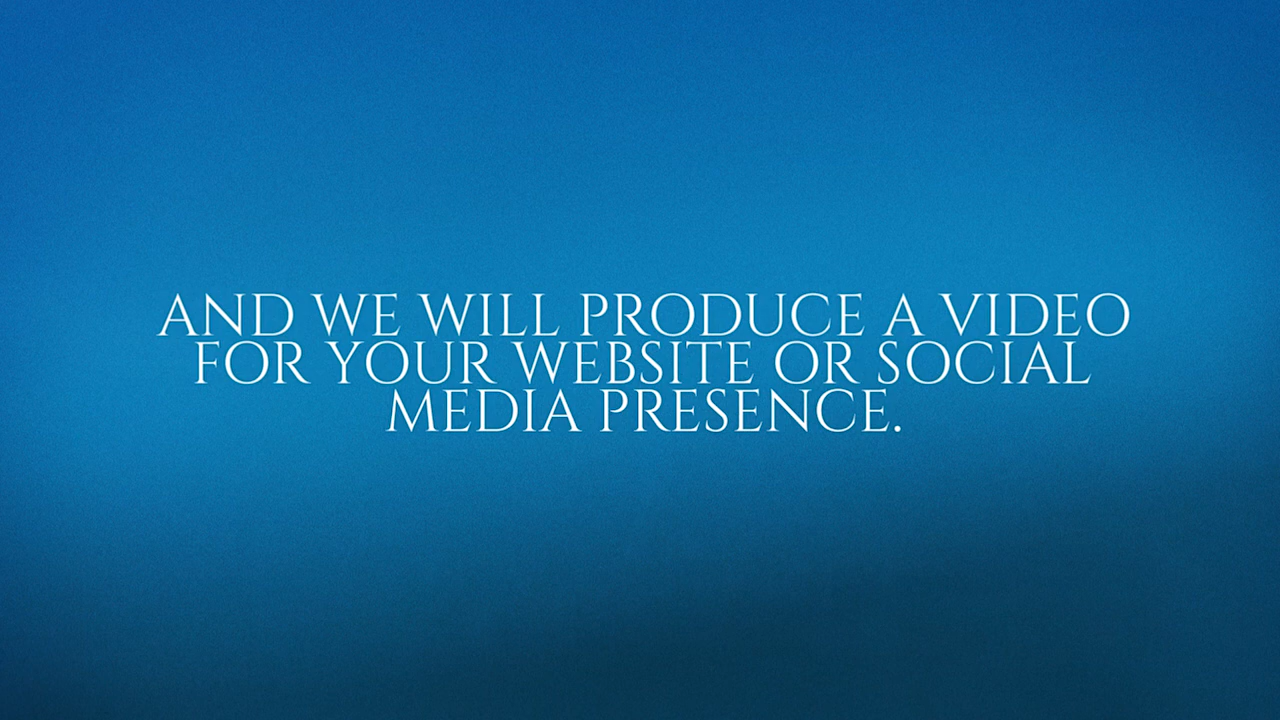 AND WE WILL PRODUCE A VIDEO
FOR YOUR WEBSITE OR SOCIAL
MEDIA PRESENCE.